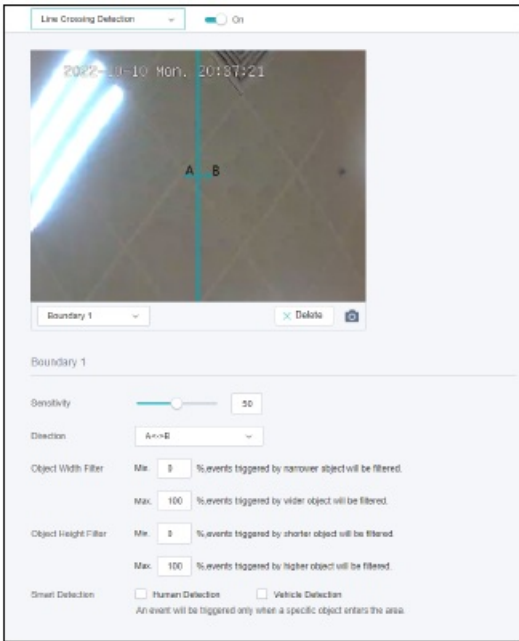 Line Crossing Detection On
2022-10-10 Mon. 20:37:21
A B
Boundary 1 Delete
Boundary 1
Sensitivity 50
Direction A<->B
Object Width Filter Min. 0 %,events triggered by narrower object will be filtered.
Max. 100 %,events triggered by wider object will be filtered.
Object Height Filter Min. 0 %,events triggered by shorter object will be filtered.
Max. 100 %,events triggered by higher object will be filtered.
Smart Detection Human Detection Vehicle Detection
An event will be triggered only when a specific object enters the area.